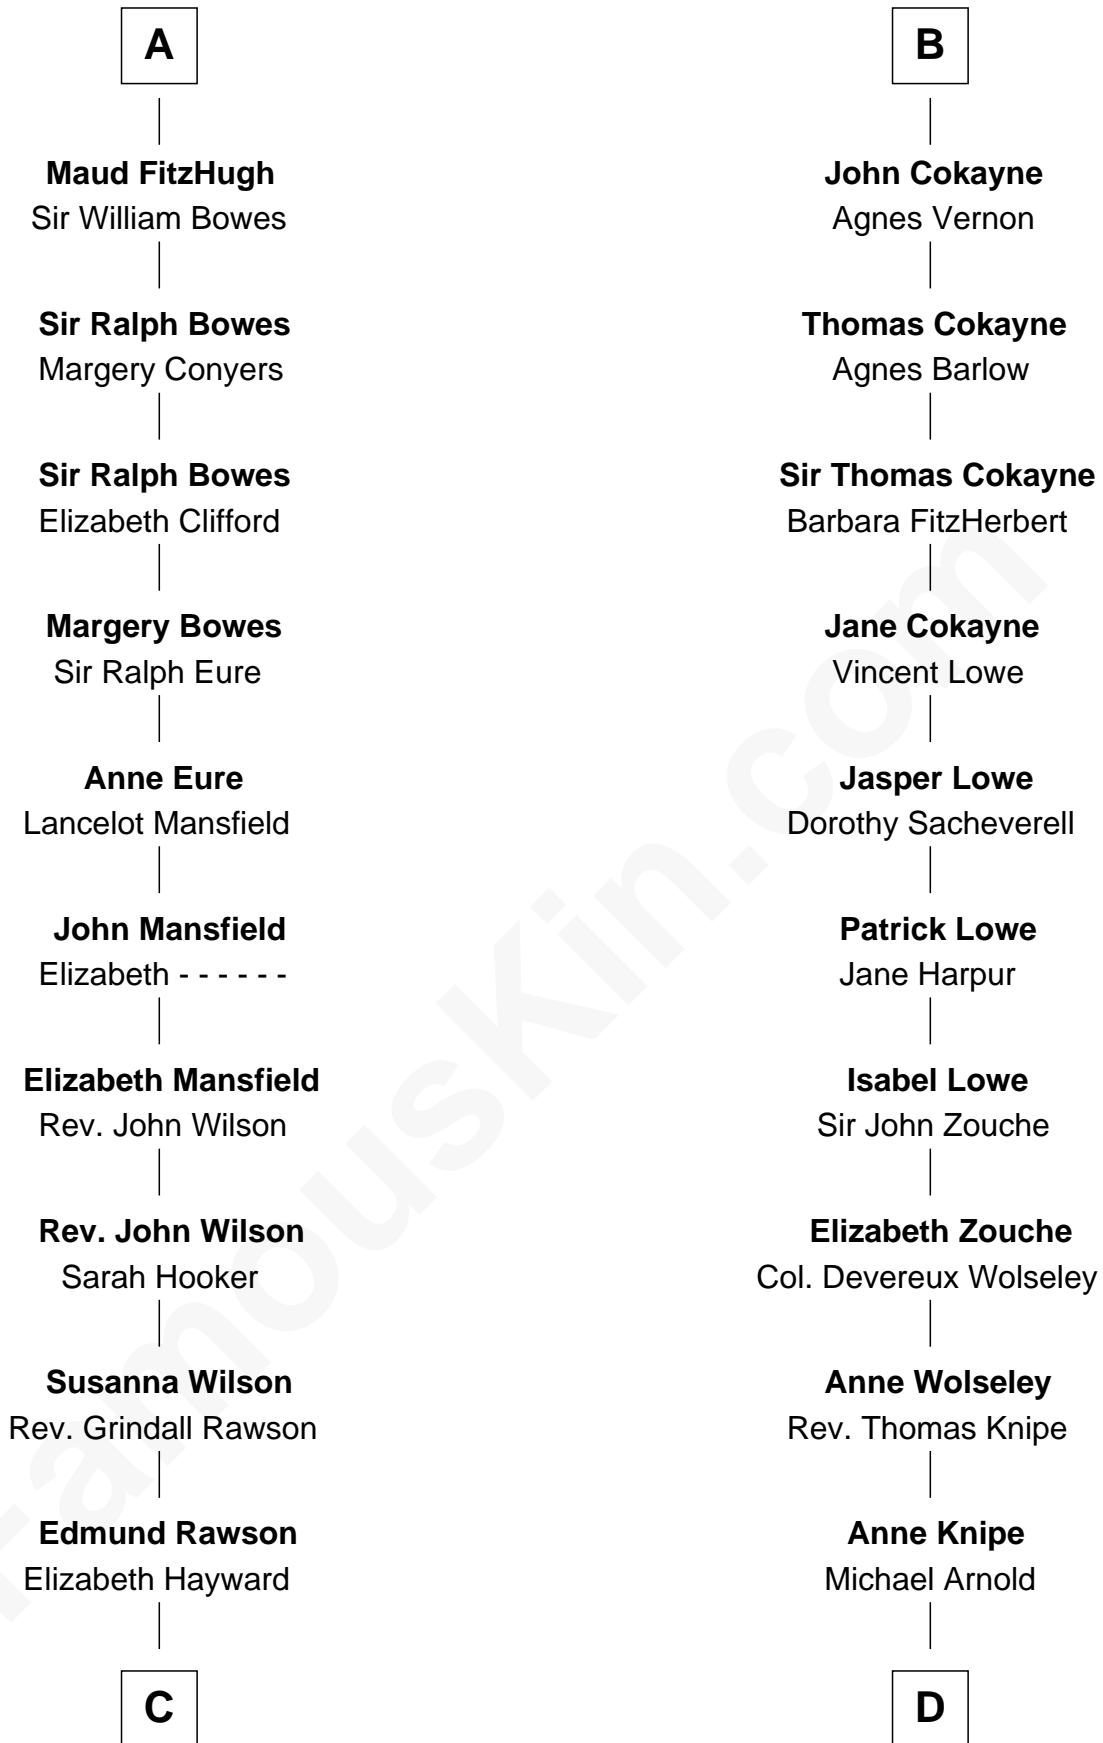 A
Maud FitzHugh
Sir William Bowes
Sir Ralph Bowes
Margery Conyers
Sir Ralph Bowes
Elizabeth Clifford
Margery Bowes
Sir Ralph Eure
Anne Eure
Lancelot Mansfield
John Mansfield
Elizabeth - - - - - -
Elizabeth Mansfield
Rev. John Wilson
Rev. John Wilson
Sarah Hooker
Susanna Wilson
Rev. Grindall Rawson
Edmund Rawson
Elizabeth Hayward
C
B
John Cokayne
Agnes Vernon
Thomas Cokayne
Agnes Barlow
Sir Thomas Cokayne
Barbara FitzHerbert
Jane Cokayne
Vincent Lowe
Jasper Lowe
Dorothy Sacheverell
Patrick Lowe
Jane Harpur
Isabel Lowe
Sir John Zouche
Elizabeth Zouche
Col. Devereux Wolseley
Anne Wolseley
Rev. Thomas Knipe
Anne Knipe
Michael Arnold
D
FamousKin.com